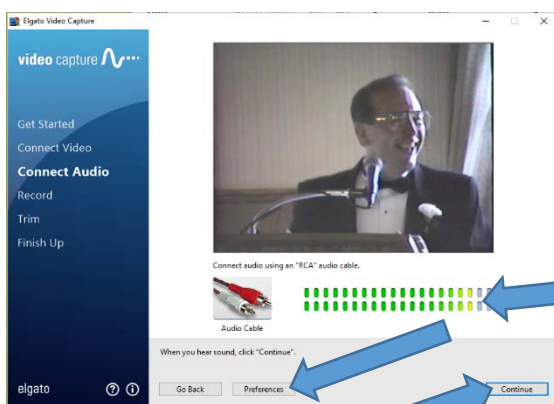 Elgato Video Capture
video capture
Get Started
Connect Video
Connect Audio
Record
Trim
Finish Up
Connect audio using an "RCA" audio cable.
Audio Cable
When you hear sound, click "Continue".
elgato
Go Back
Preferences
Continue